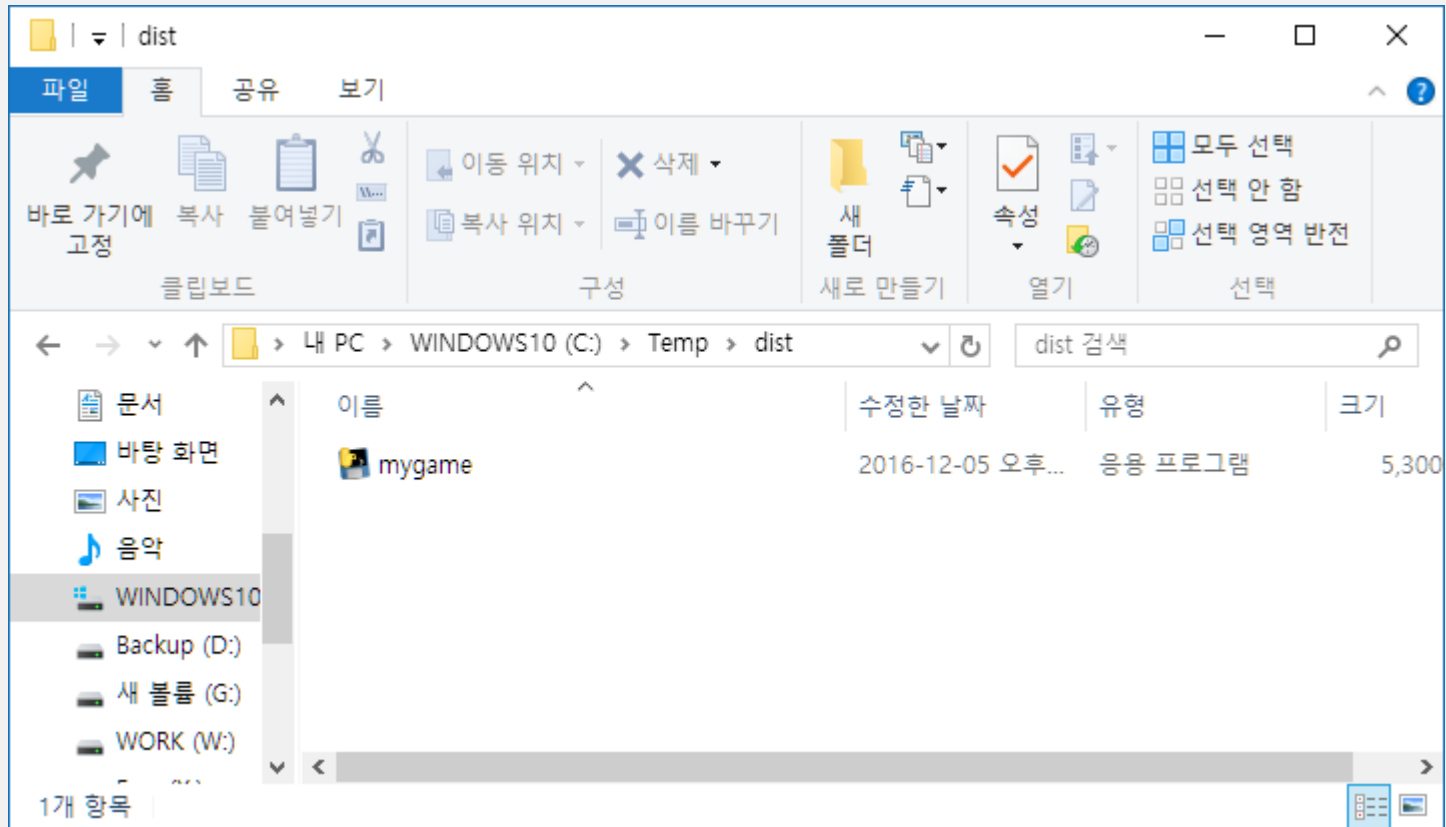 dist
파일 홈 공유 보기
바로 가기에
고정
복사
붙여넣기
이동 위치
복사 위치
삭제
이름 바꾸기
새
폴더
속성
모두 선택
선택 안 함
선택 영역 반전
클립보드 구성 새로 만들기 열기 선택
내 PC > WINDOWS10 (C:) > Temp > dist
dist 검색
이름 수정한 날짜 유형 크기
mygame 2016-12-05 오후... 응용 프로그램 5,300
문서
바탕 화면
사진
음악
WINDOWS10
Backup (D:)
새 볼륨 (G:)
WORK (W:)
1개 항목